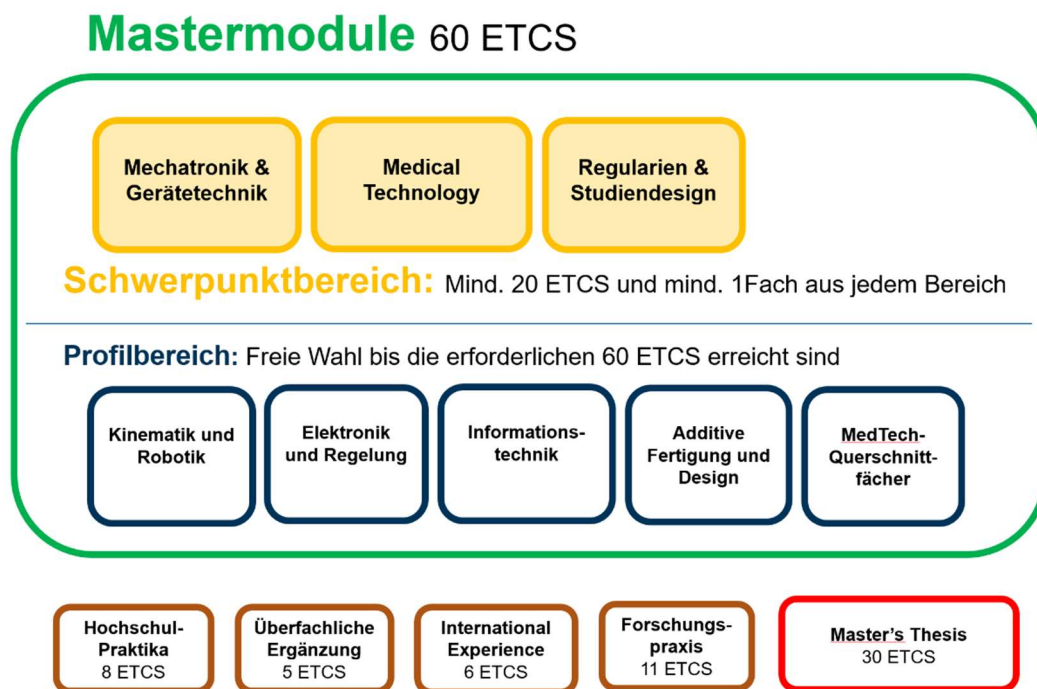 Mastermodule 60 ETCS
Mechatronik &
Gerätetechnik
Medical
Technology
Regularien &
Studiendesign
Schwerpunktbereich: Mind. 20 ETCS und mind. 1Fach aus jedem Bereich
Profilbereich: Freie Wahl bis die erforderlichen 60 ETCS erreicht sind
Kinematik und
Robotik
Elektronik
und Regelung
Informations-
technik
Additive
Fertigung und
Design
MedTech-
Querschnitt-
fächer
Hochschul-
Praktika
8 ETCS
Überfachliche
Ergänzung
5 ETCS
International
Experience
6 ETCS
Forschungs-
praxis
11 ETCS
Master's Thesis
30 ETCS